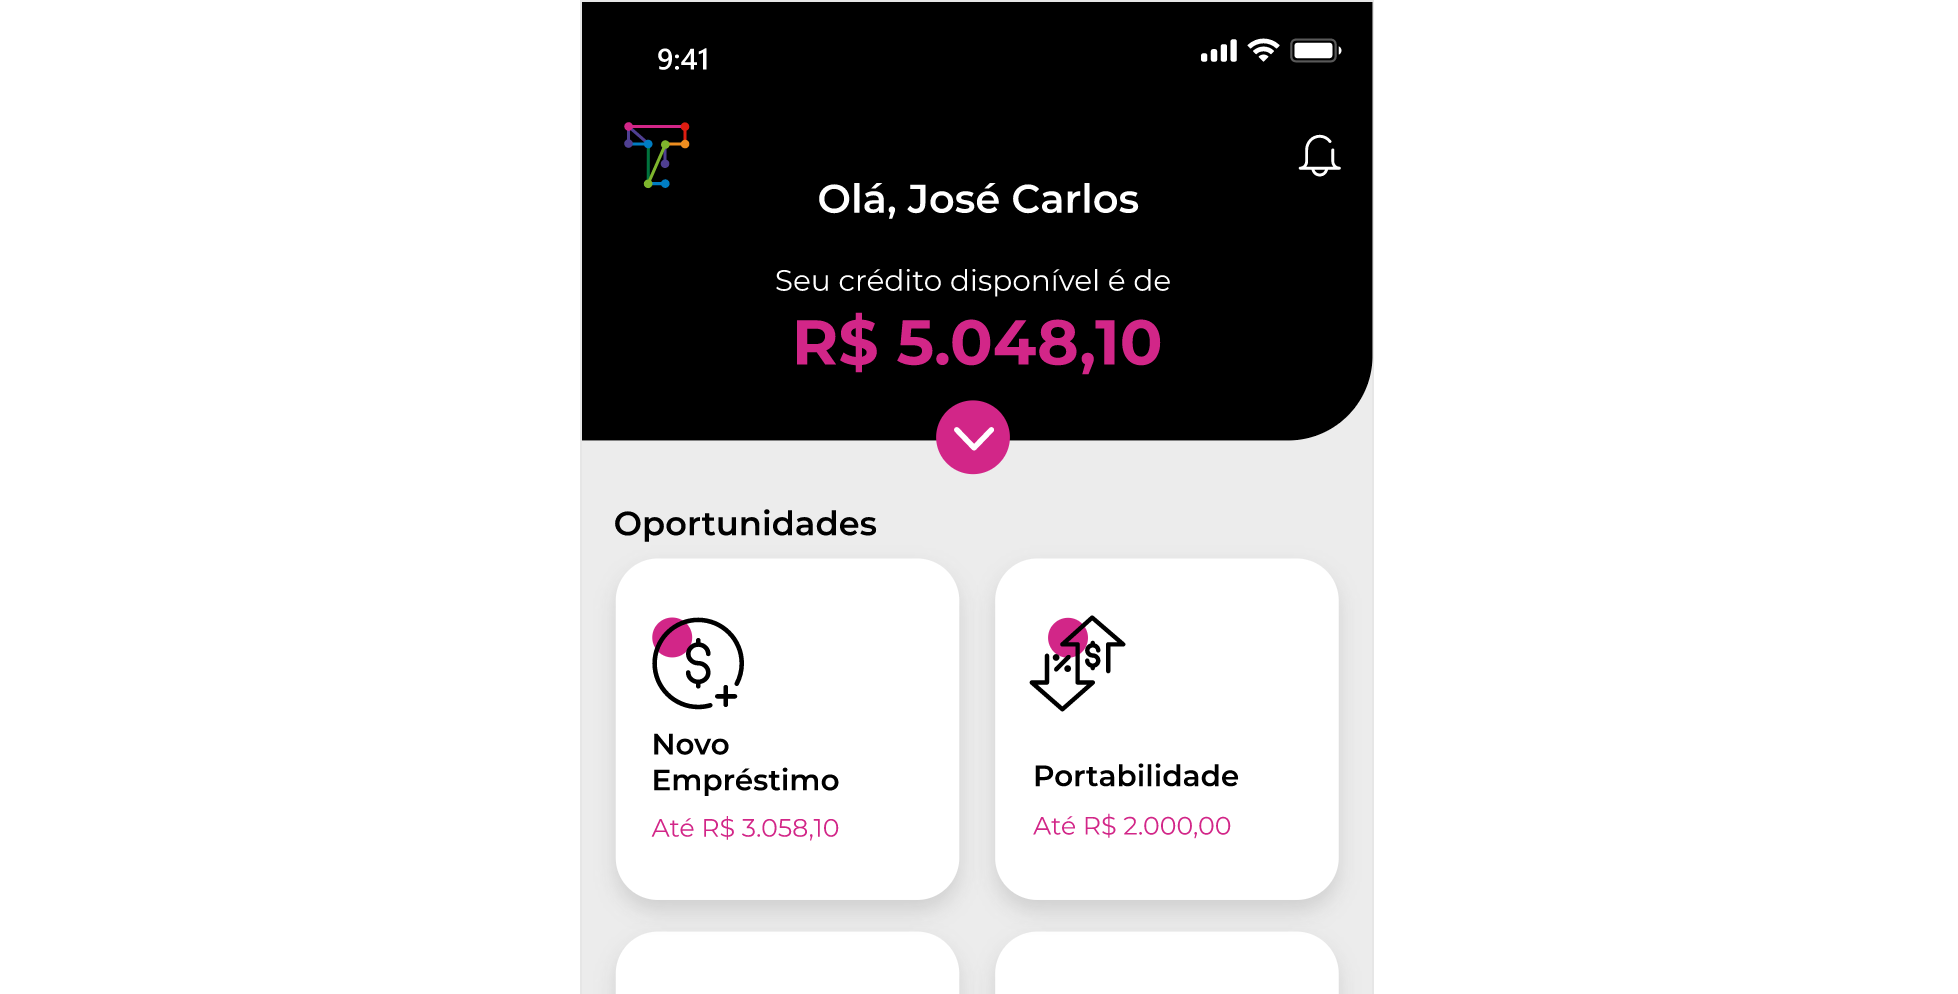 9:41
Olá, José Carlos
Seu crédito disponível é de
R$ 5.048,10
Oportunidades
Novo
Empréstimo
Até R$ 3.058,10
Portabilidade
Até R$ 2.000,00